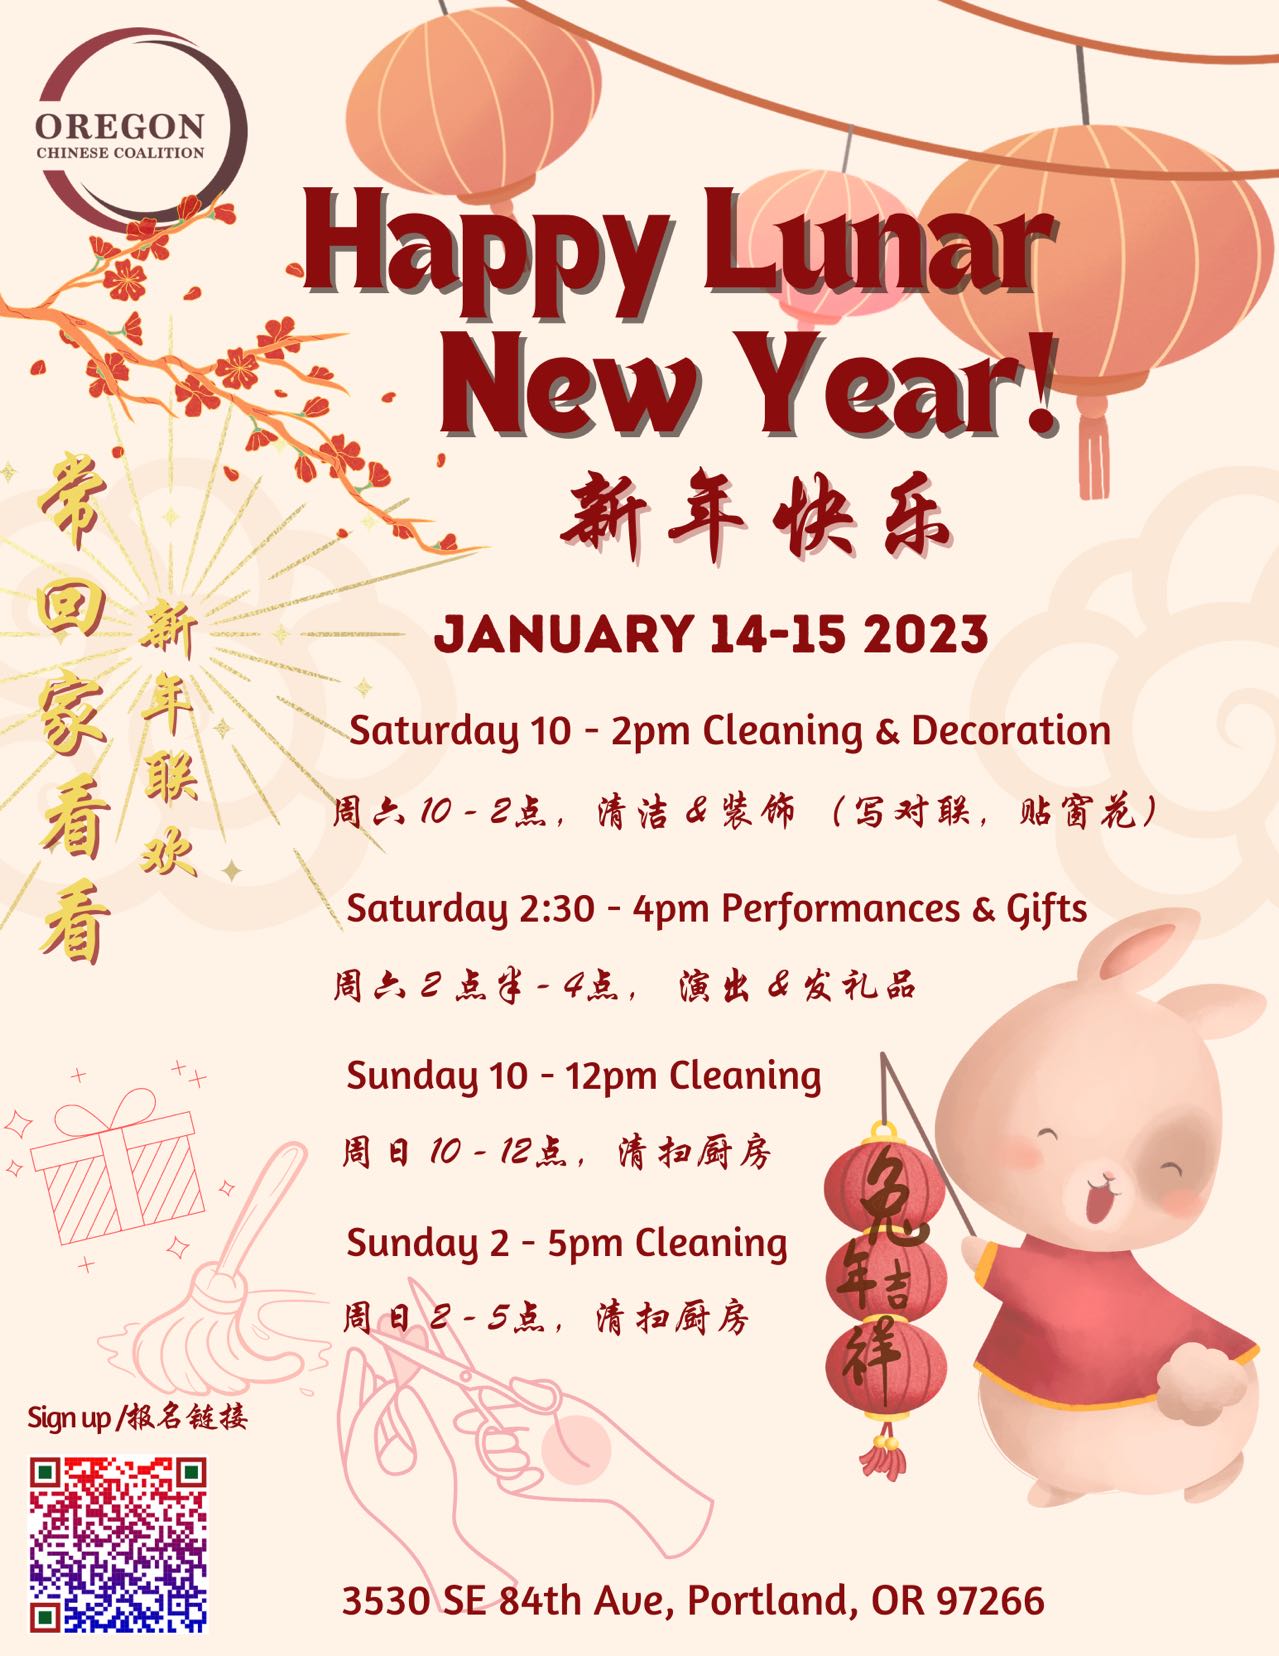 OREGON
CHINESE COALITION
Happy Lunar
New Year!
新年快乐
常回家看看
新年联欢
JANUARY 14-15 2023
Saturday 10 - 2pm Cleaning & Decoration
周六 10 - 2点, 清洁 & 装饰 (写对联, 贴窗花)
Saturday 2:30 - 4pm Performances & Gifts
周六 2 点半 - 4点, 演出 & 发礼品
Sunday 10 - 12pm Cleaning
周日 10 - 12点, 清扫厨房
Sunday 2 - 5pm Cleaning
周日 2 - 5点, 清扫厨房
兔年吉祥
Sign up /报名链接
3530 SE 84th Ave, Portland, OR 97266